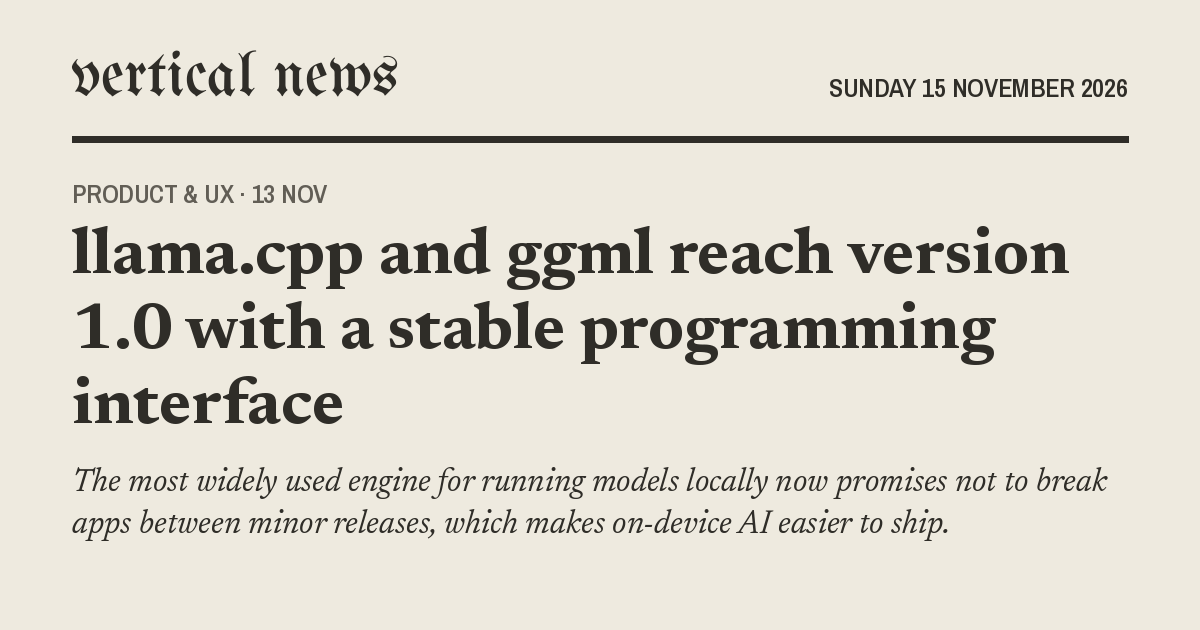 vertical news
SUNDAY 15 NOVEMBER 2026
PRODUCT & UX · 13 NOV
llama.cpp and ggml reach version
1.0 with a stable programming
interface
The most widely used engine for running models locally now promises not to break
apps between minor releases, which makes on-device AI easier to ship.